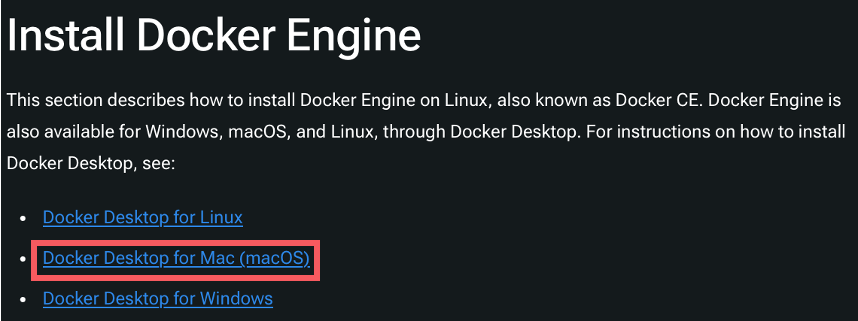 Install Docker Engine
This section describes how to install Docker Engine on Linux, also known as Docker CE. Docker Engine is
also available for Windows, macOS, and Linux, through Docker Desktop. For instructions on how to install
Docker Desktop, see:
• Docker Desktop for Linux
• Docker Desktop for Mac (macOS)
• Docker Desktop for Windows